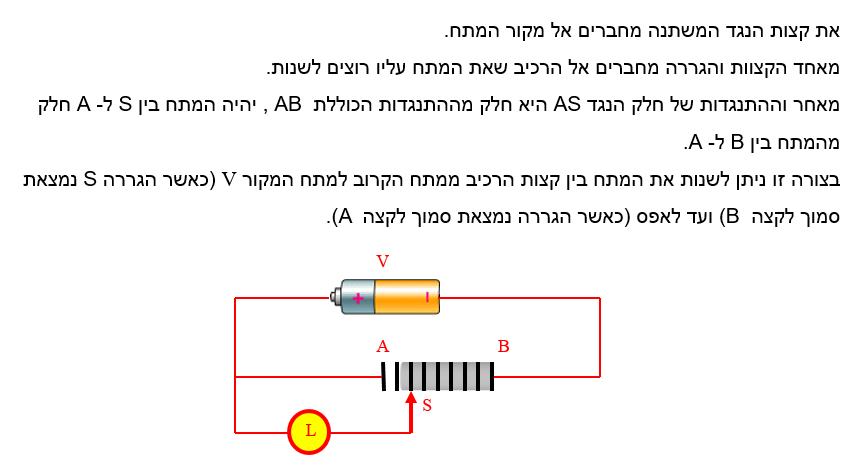 את קצות הנגד המשתנה מחברים אל מקור המתח.
מאחד הקצוות והגררה מחברים אל הרכיב שאת המתח עליו רוצים לשנות.
מאחר וההתנגדות של חלק הנגד AS היא חלק מההתנגדות הכוללת AB , יהיה המתח בין S ל- A חלק
מהמתח בין B ל- A.
בצורה זו ניתן לשנות את המתח בין קצות הרכיב ממתח הקרוב למתח המקור V (כאשר הגררה S נמצאת
סמוך לקצה B) ועד לאפס (כאשר הגררה נמצאת סמוך לקצה A).
V
+ -
A B
S
L